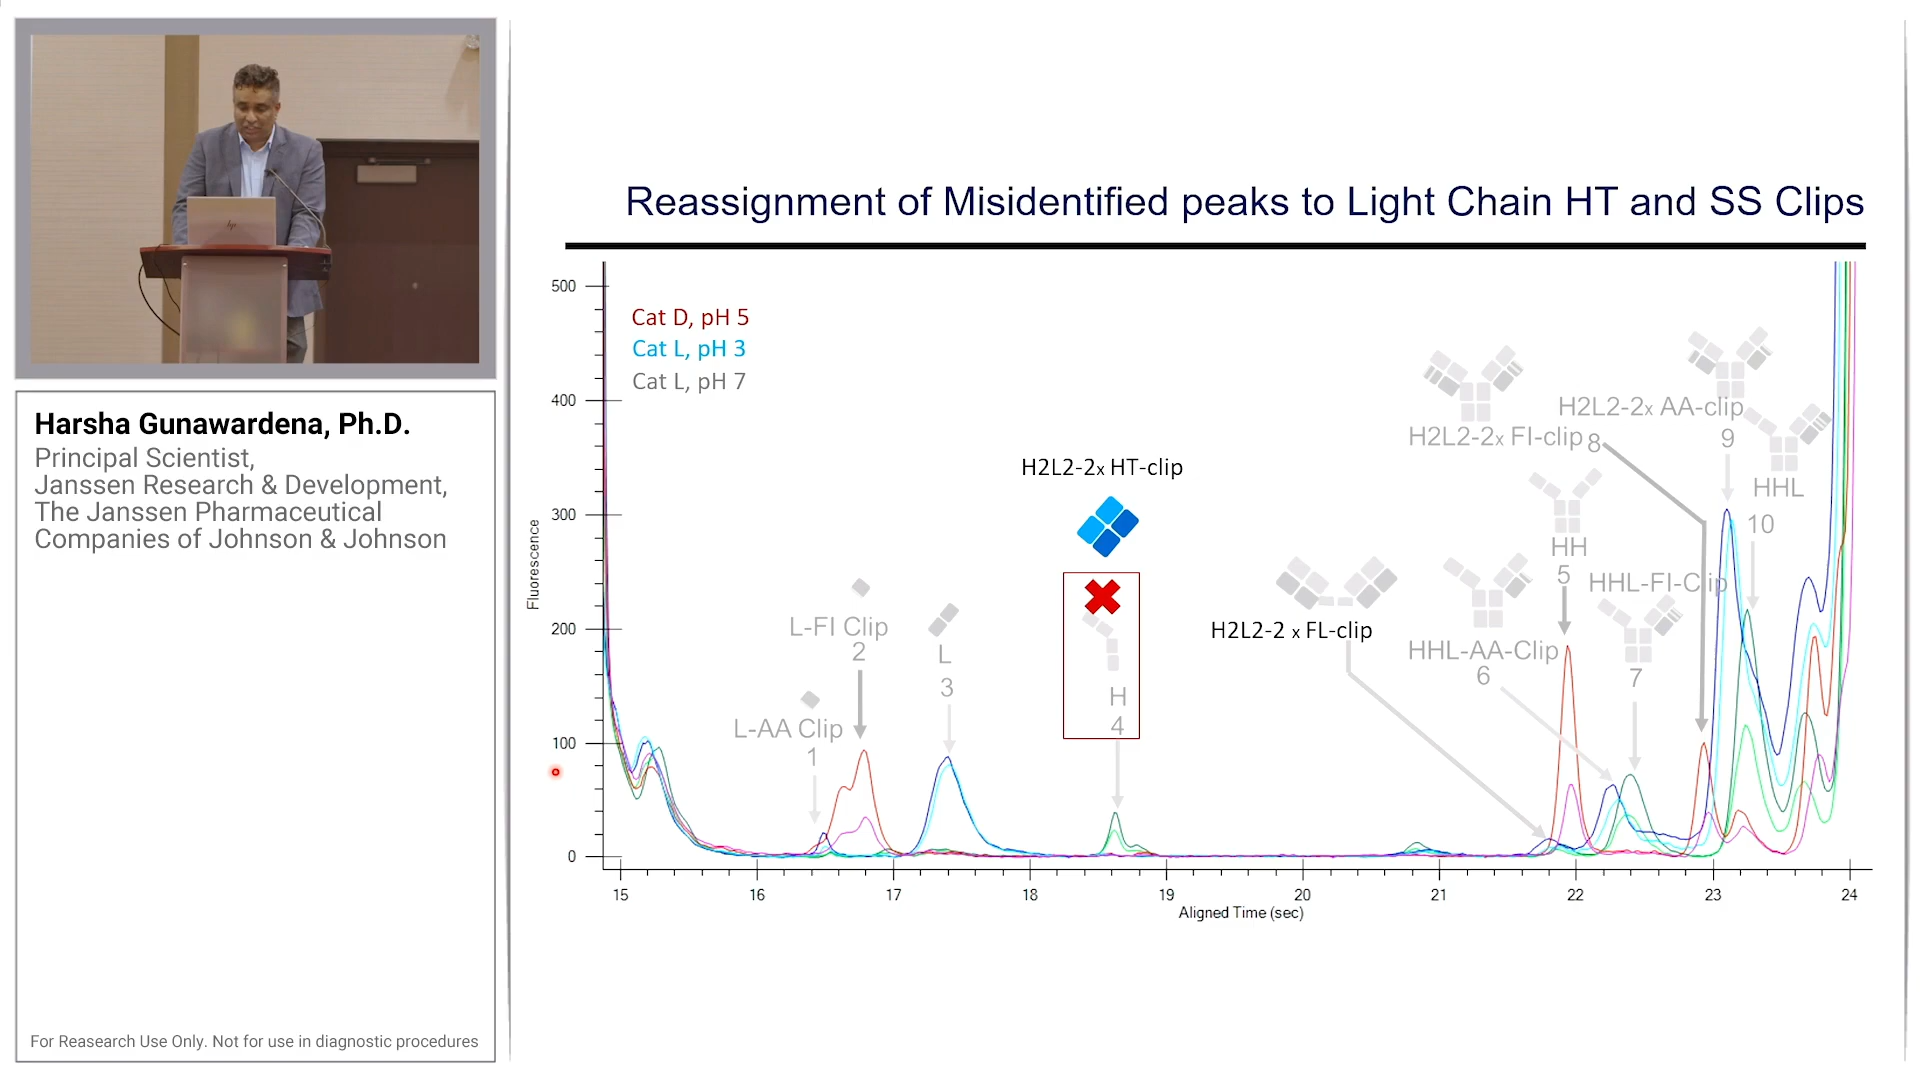 Harsha Gunawardena, Ph.D.
Principal Scientist,
Janssen Research & Development,
The Janssen Pharmaceutical
Companies of Johnson & Johnson
For Reasearch Use Only. Not for use in diagnostic procedures
Reassignment of Misidentified peaks to Light Chain HT and SS Clips
Cat D, pH 5
Cat L, pH 3
Cat L, pH 7
Fluorescence
500
400
300
200
100
0
L-AA Clip
1
L-FI Clip
2
L
3
H2L2-2x HT-clip
H
4
H2L2-2 x FL-clip
HH
5
HHL-AA-Clip
6
HHL-FI-Clip
7
H2L2-2x FI-clip 8
H2L2-2x AA-clip
9
HHL
10
15 16 17 18 19 20 21 22 23 24
Aligned Time (sec)
hp